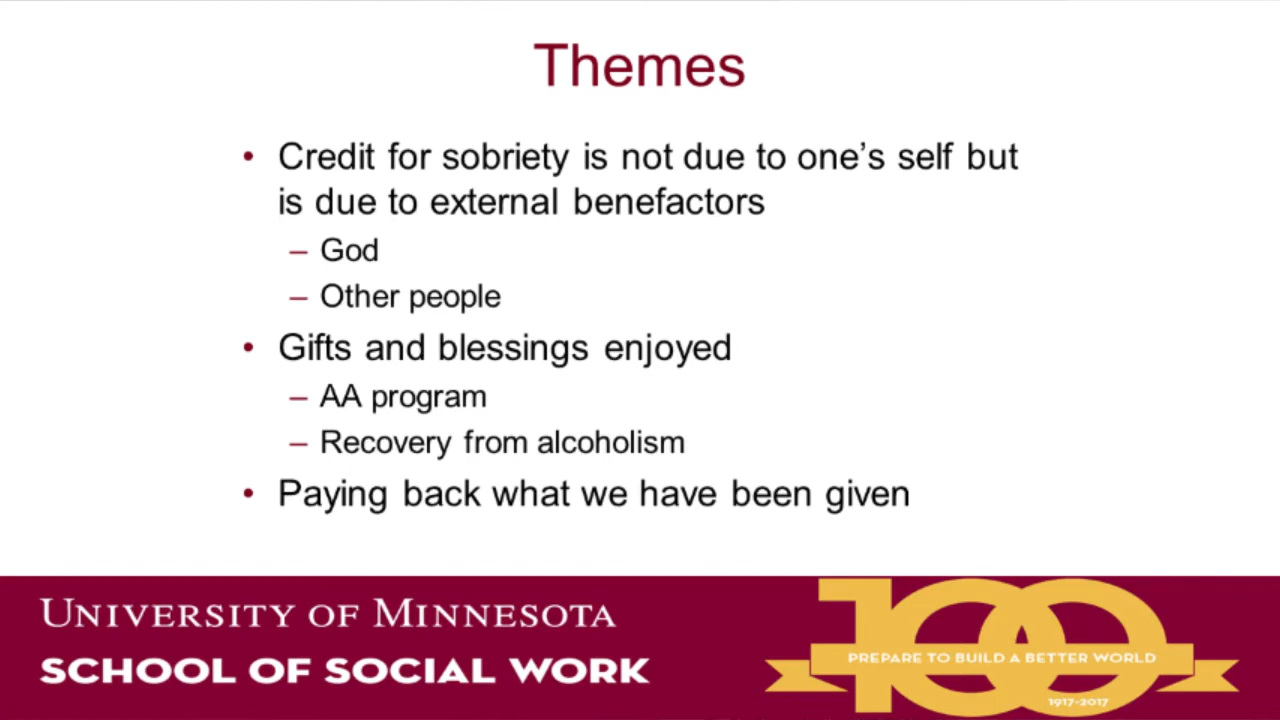 Themes
• Credit for sobriety is not due to one’s self but
is due to external benefactors
– God
– Other people
• Gifts and blessings enjoyed
– AA program
– Recovery from alcoholism
• Paying back what we have been given
UNIVERSITY OF MINNESOTA
SCHOOL OF SOCIAL WORK
100
PREPARE TO BUILD A BETTER WORLD
1917-2017